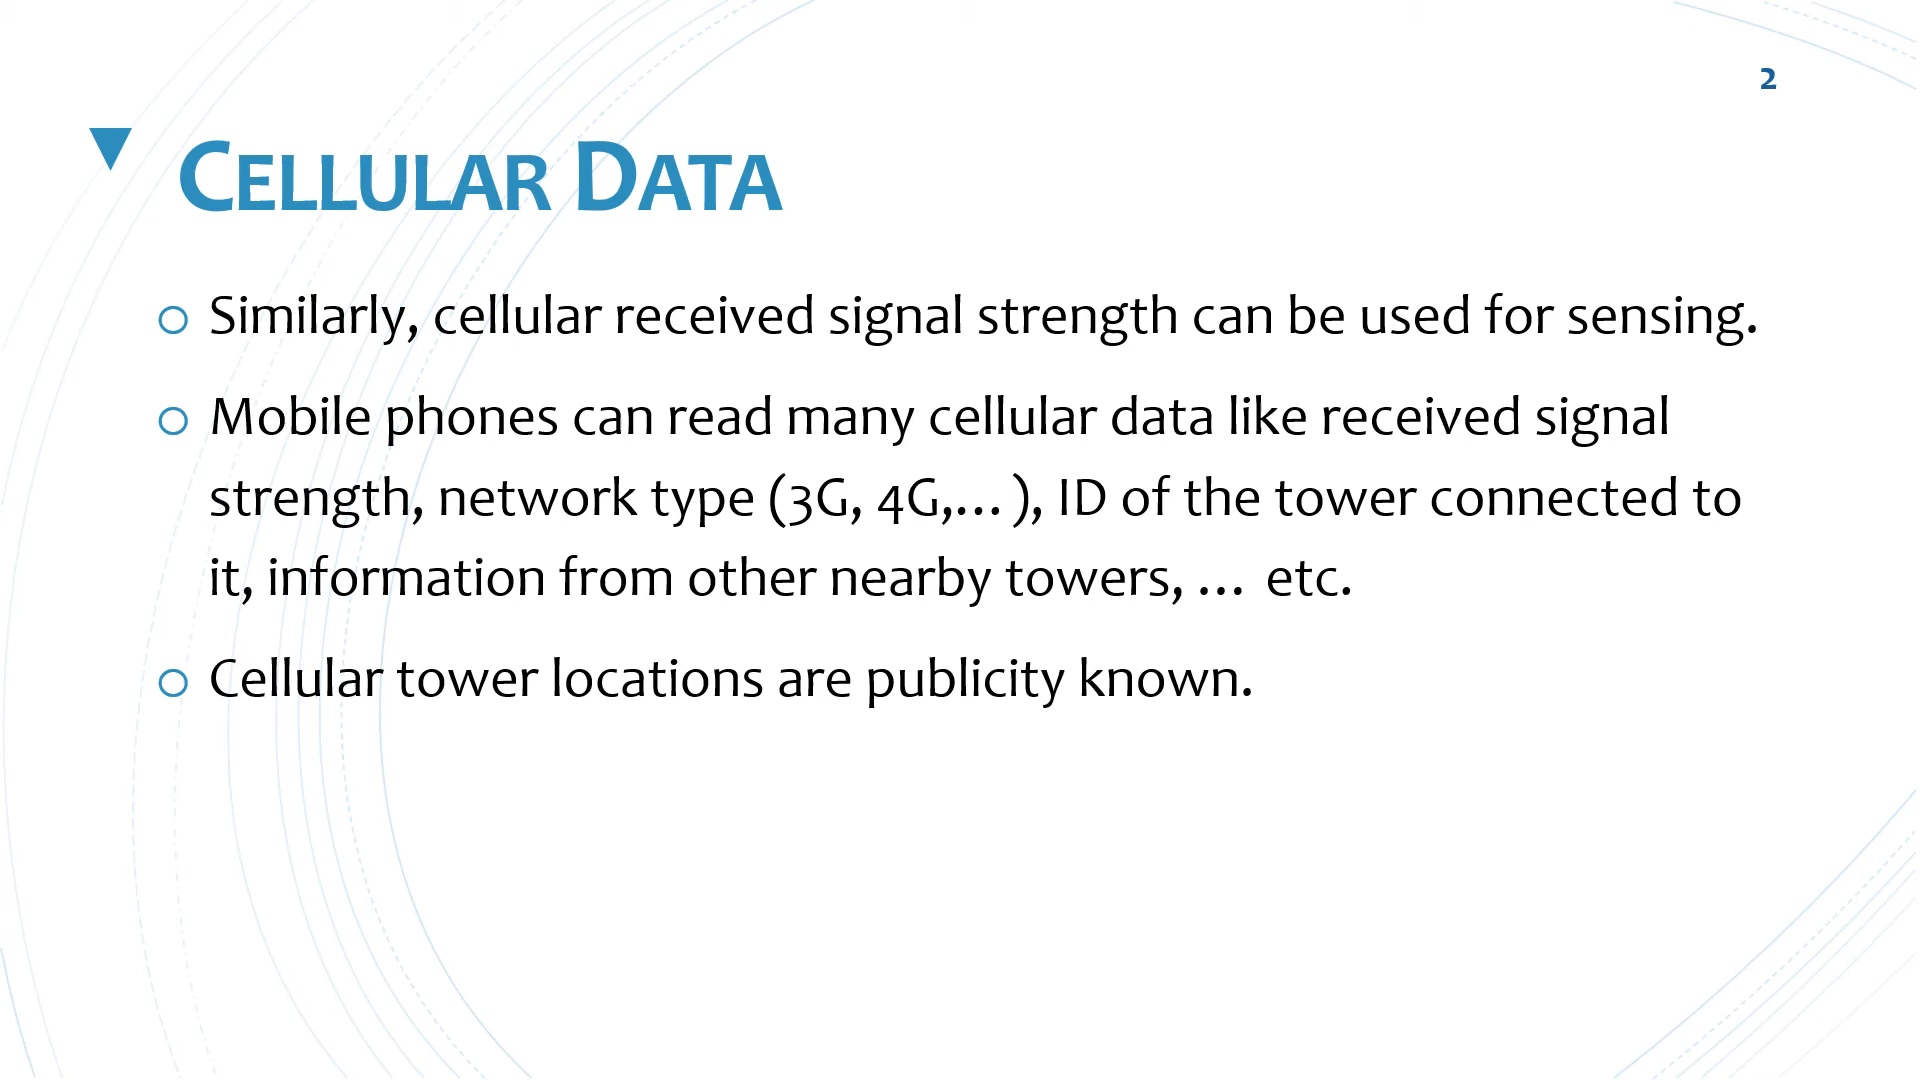 2
CELLULAR DATA
Similarly, cellular received signal strength can be used for sensing.
Mobile phones can read many cellular data like received signal
strength, network type (3G, 4G,… ), ID of the tower connected to
it, information from other nearby towers, … etc.
Cellular tower locations are publicity known.